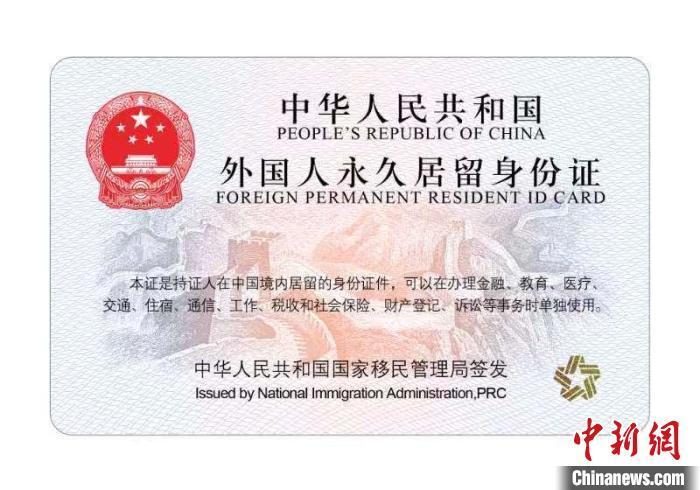 中华人民共和国
PEOPLE'S REPUBLIC OF CHINA
外国人永久居留身份证
FOREIGN PERMANENT RESIDENT ID CARD
本证是持证人在中国境内居留的身份证件，可以在办理金融、教育、医疗、
交通、住宿、通信、工作、税收和社会保险、财产登记、诉讼等事务时单独使用。
中华人民共和国国家移民管理局签发
Issued by National Immigration Administration,PRC
中新网
Chinanews.com